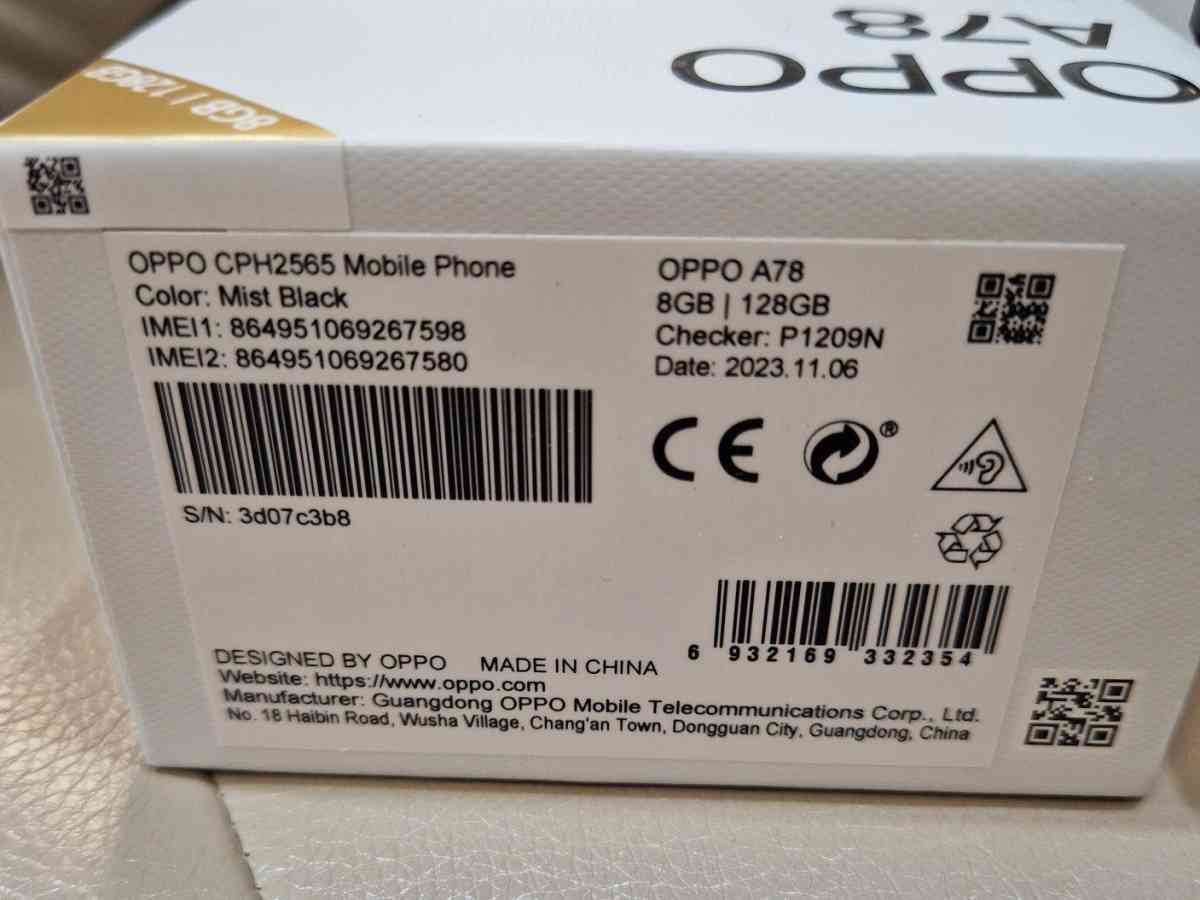 OPPO
A78
8GB | 128GB
OPPO CPH2565 Mobile Phone
Color: Mist Black
IMEI1: 864951069267598
IMEI2: 864951069267580
S/N: 3d07c3b8
OPPO A78
8GB | 128GB
Checker: P1209N
Date: 2023.11.06
CE
®
6 932169 332354
DESIGNED BY OPPO MADE IN CHINA
Website: https://www.oppo.com
Manufacturer: Guangdong OPPO Mobile Telecommunications Corp., Ltd.
No. 18 Haibin Road, Wusha Village, Chang'an Town, Dongguan City, Guangdong, China